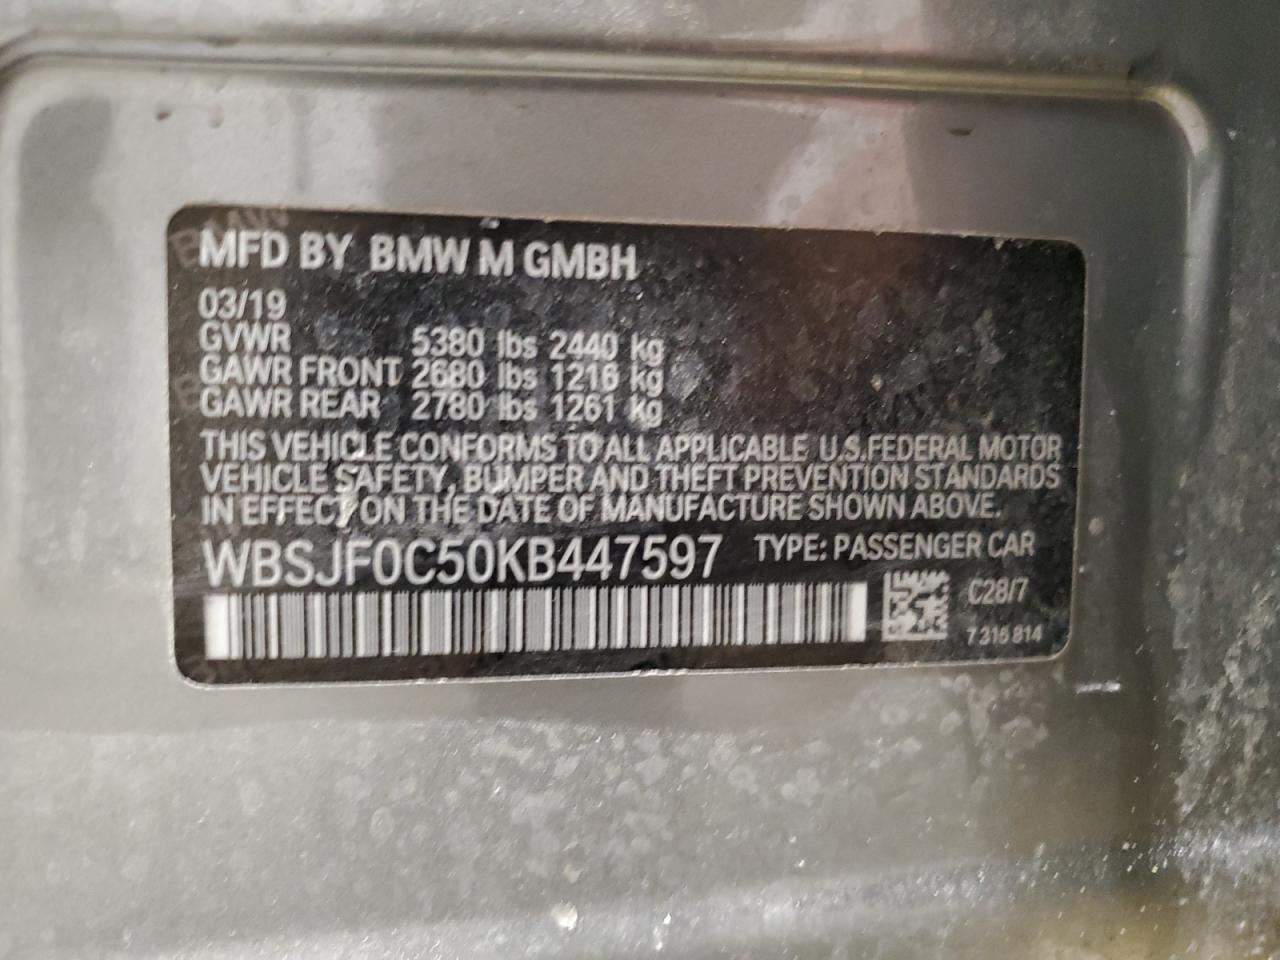 MFD BY BMW M GMBH
03/19
GVWR 5380 lbs 2440 kg
GAWR FRONT 2680 lbs 1216 kg
GAWR REAR 2780 lbs 1261 kg
THIS VEHICLE CONFORMS TO ALL APPLICABLE U.S.FEDERAL MOTOR
VEHICLE SAFETY, BUMPER AND THEFT PREVENTION STANDARDS
IN EFFECT ON THE DATE OF MANUFACTURE SHOWN ABOVE.
WBSJF0C50KB447597 TYPE: PASSENGER CAR
C28/7
7 315 814